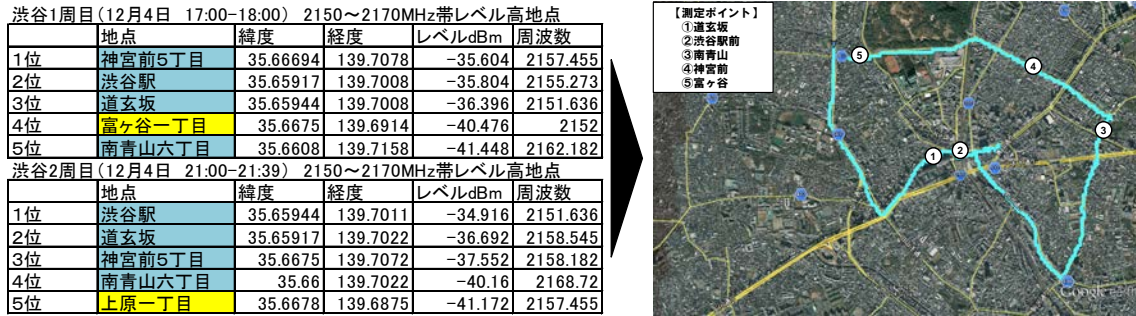 渋谷1周目(12月4日 17:00-18:00) 2150～2170MHz帯レベル高地点
地点 緯度 経度 レベルdBm 周波数
1位 神宮前5丁目 35.66694 139.7078 -35.604 2157.455
2位 渋谷駅 35.65917 139.7008 -35.804 2155.273
3位 道玄坂 35.65944 139.7008 -36.396 2151.636
4位 富ヶ谷一丁目 35.6675 139.6914 -40.476 2152
5位 南青山六丁目 35.6608 139.7158 -41.448 2162.182
渋谷2周目(12月4日 21:00-21:39) 2150～2170MHz帯レベル高地点
地点 緯度 経度 レベルdBm 周波数
1位 渋谷駅 35.65944 139.7011 -34.916 2151.636
2位 道玄坂 35.65917 139.7022 -36.692 2158.545
3位 神宮前5丁目 35.6675 139.7072 -37.552 2158.182
4位 南青山六丁目 35.66 139.7022 -40.16 2168.72
5位 上原一丁目 35.6678 139.6875 -41.172 2157.455
【測定ポイント】
①道玄坂
②渋谷駅前
③南青山
④神宮前
⑤富ヶ谷
⑤
④
③
①
②
Google